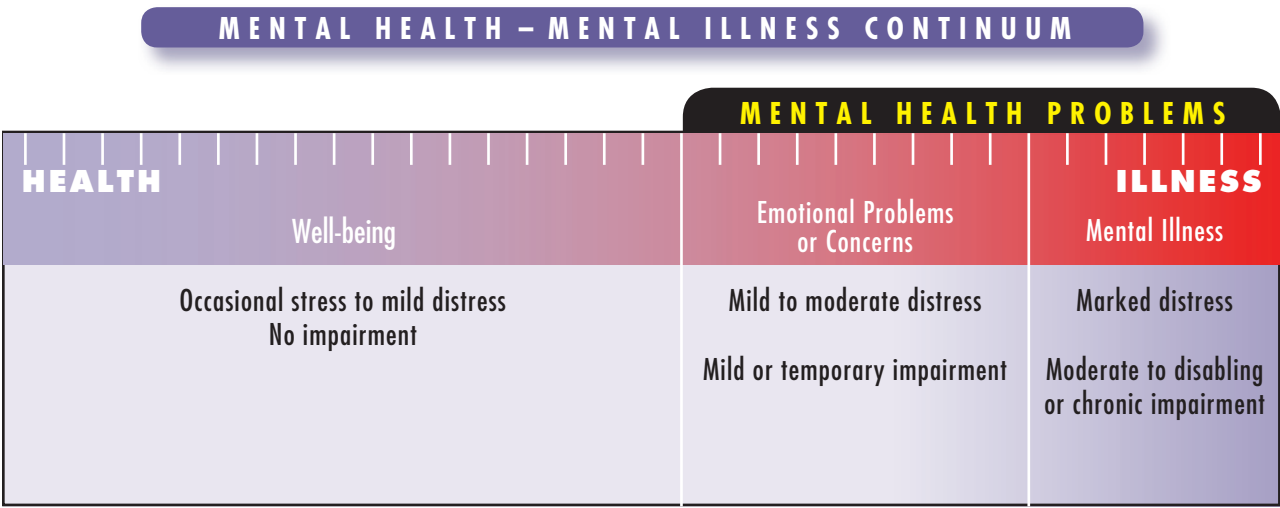 MENTAL HEALTH – MENTAL ILLNESS CONTINUUM
MENTAL HEALTH PROBLEMS
HEALTH
ILLNESS
Well-being
Emotional Problems
or Concerns
Mental Illness
Occasional stress to mild distress
No impairment
Mild to moderate distress
Mild or temporary impairment
Marked distress
Moderate to disabling
or chronic impairment